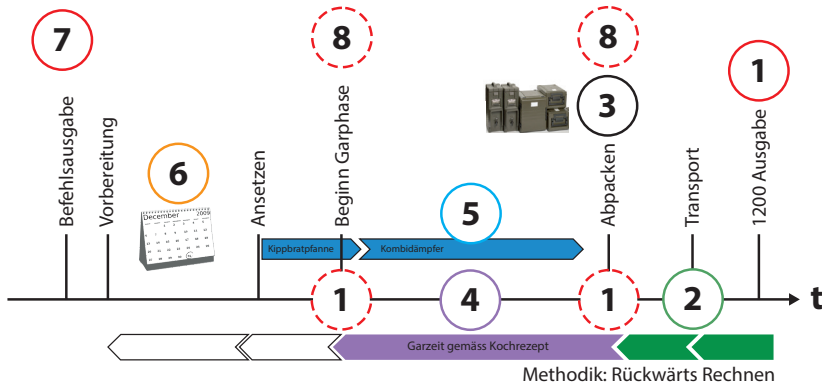 7
8
8
1
3
6
Befehlsausgabe
Vorbereitung
Ansetzen
Beginn Garphase
Abpacken
Transport
1200 Ausgabe
December 2009
5
Kippbratpfanne
Kombidämpfer
1
4
1
2
t
Garzeit gemäss Kochrezept
Methodik: Rückwärts Rechnen